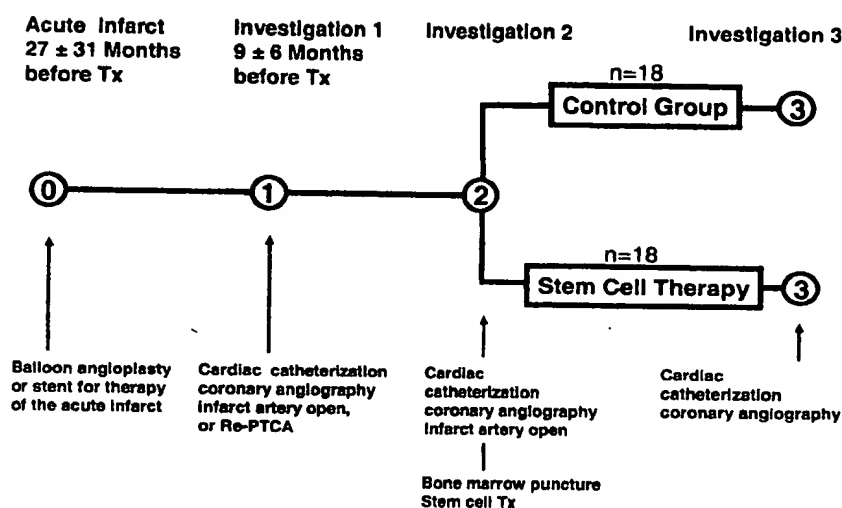 Acute Infarct
27 ± 31 Months
before Tx
Investigation 1
9 ± 6 Months
before Tx
Investigation 2
Investigation 3
n=18
Control Group
3
0
1
2
n=18
Stem Cell Therapy
3
Balloon angioplasty
or stent for therapy
of the acute infarct
Cardiac catheterization
coronary angiography
infarct artery open,
or Re-PTCA
Cardiac
catheterization
coronary angiography
Infarct artery open
Bone marrow puncture
Stem cell Tx
Cardiac
catheterization
coronary angiography